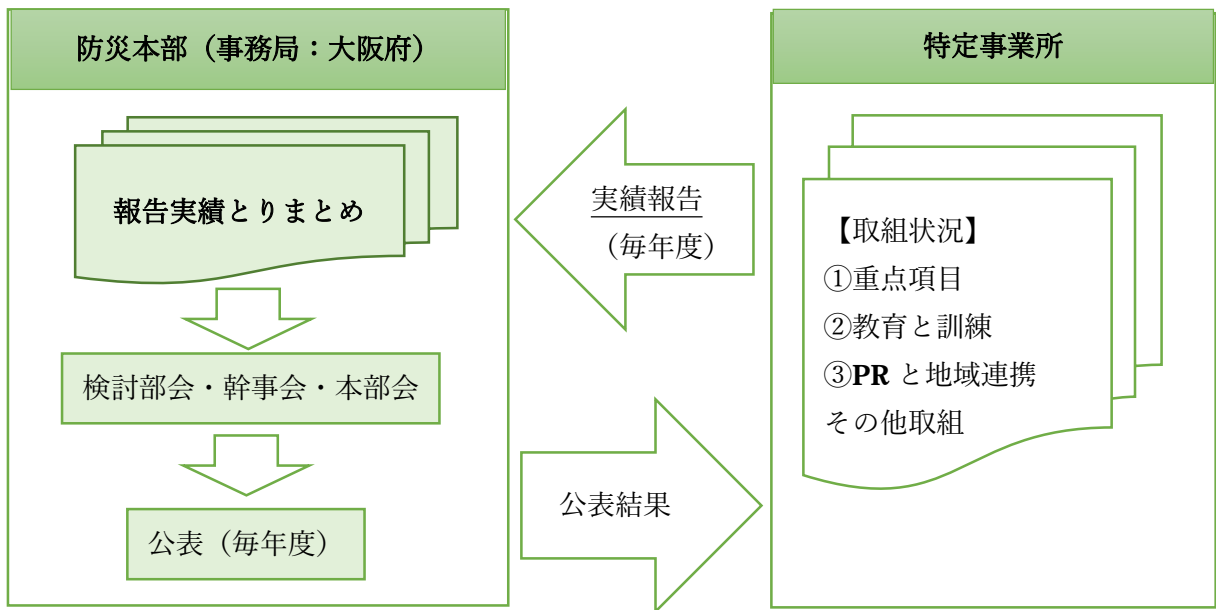 防災本部（事務局：大阪府）
報告実績とりまとめ
検討部会・幹事会・本部会
公表（毎年度）
実績報告
（毎年度）
公表結果
特定事業所
【取組状況】
①重点項目
②教育と訓練
③PRと地域連携
その他取組